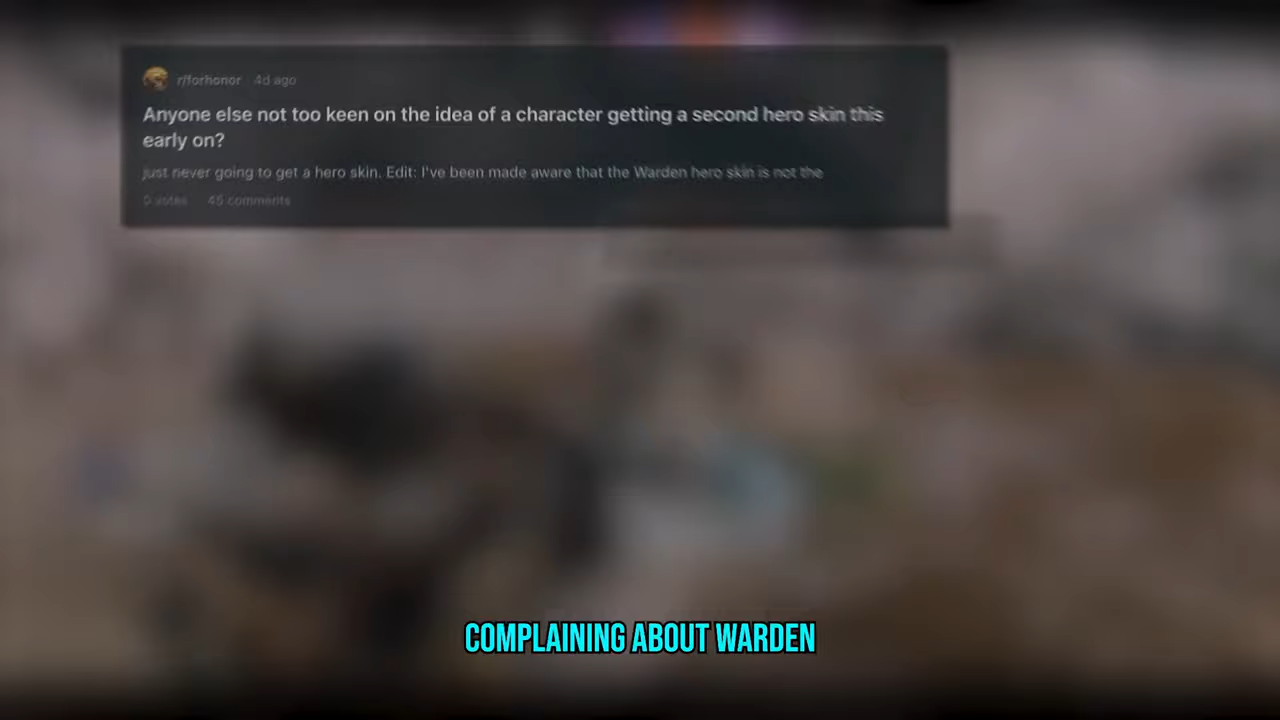 r/forhonor · 4d ago
Anyone else not too keen on the idea of a character getting a second hero skin this
early on?
just never going to get a hero skin. Edit: I've been made aware that the Warden hero skin is not the
0 votes 45 comments
COMPLAINING ABOUT WARDEN